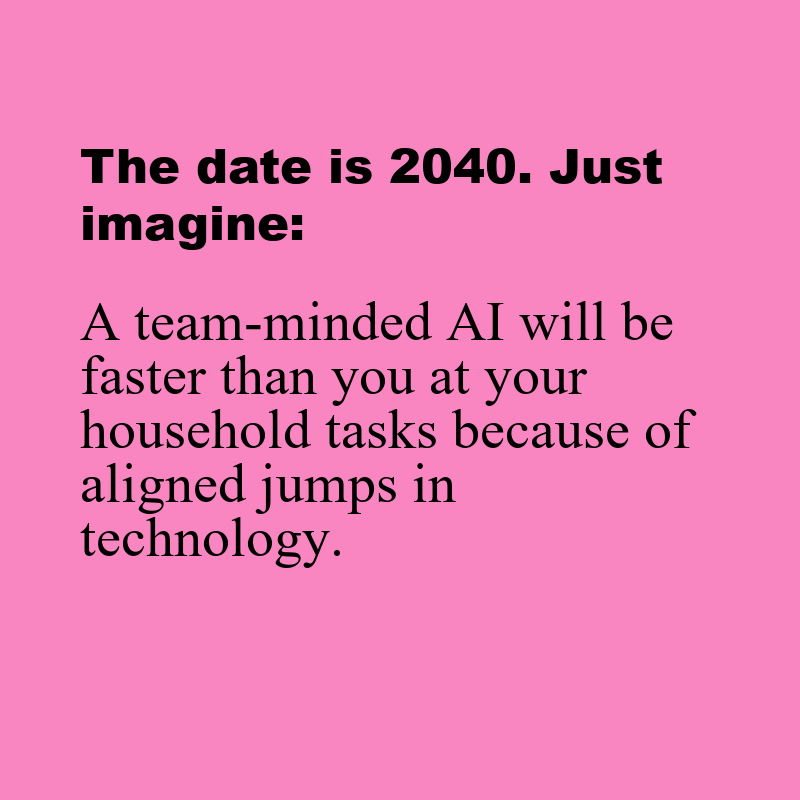 The date is 2040. Just
imagine:
A team-minded AI will be
faster than you at your
household tasks because of
aligned jumps in
technology.